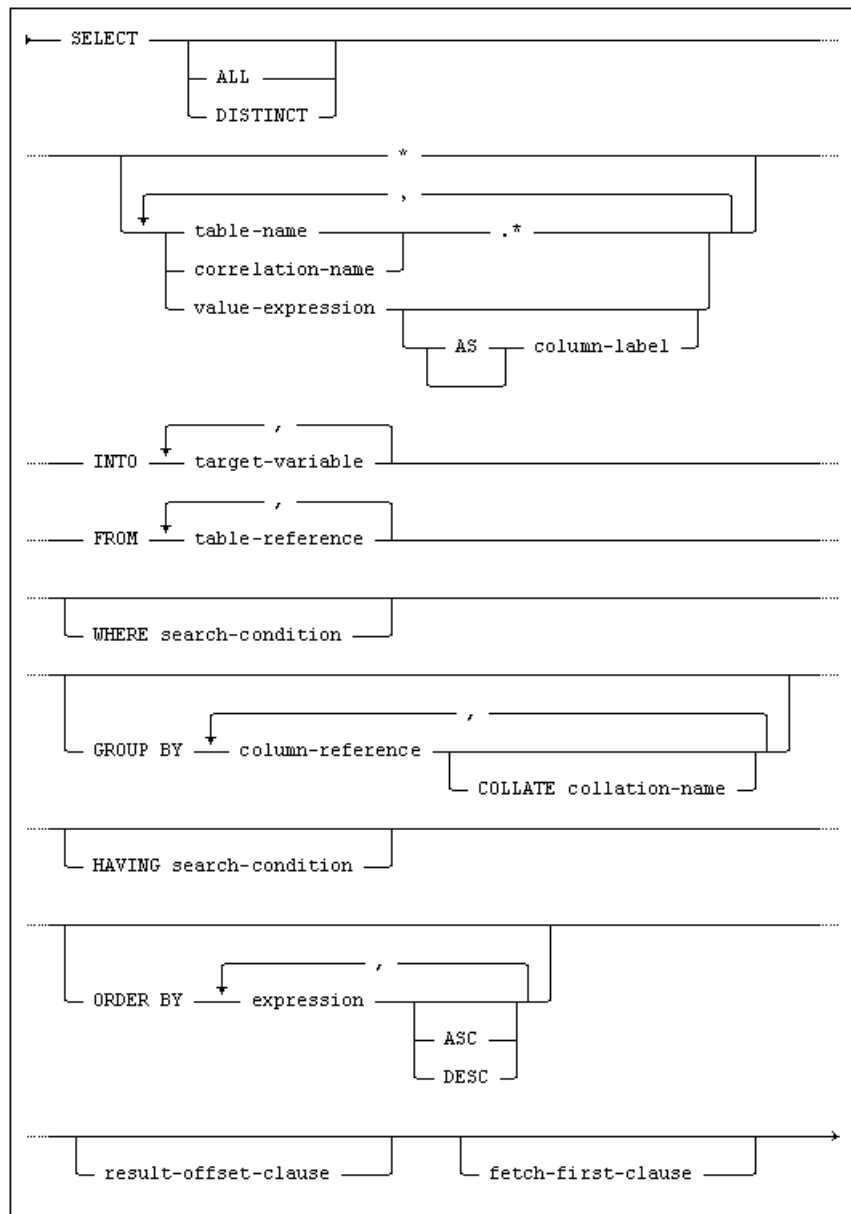 SELECT
ALL
DISTINCT
*
,
table-name .*
correlation-name
value-expression
AS column-label
,
INTO target-variable
,
FROM table-reference
WHERE search-condition
,
GROUP BY column-reference
COLLATE collation-name
HAVING search-condition
,
ORDER BY expression
ASC
DESC
result-offset-clause fetch-first-clause